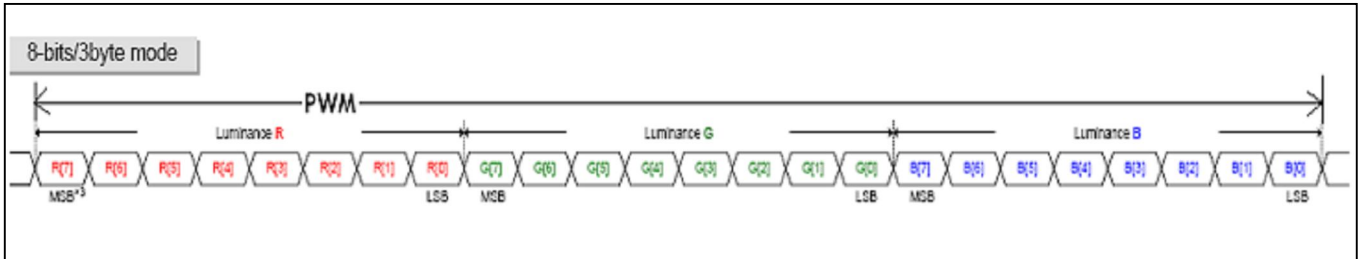 8-bits/3byte mode
PWM
Luminance R Luminance G Luminance B
R[7] R[6] R[5] R[4] R[3] R[2] R[1] R[0] G[7] G[6] G[5] G[4] G[3] G[2] G[1] G[0] B[7] B[6] B[5] B[4] B[3] B[2] B[1] B[0]
MSB*3 LSB MSB LSB MSB LSB